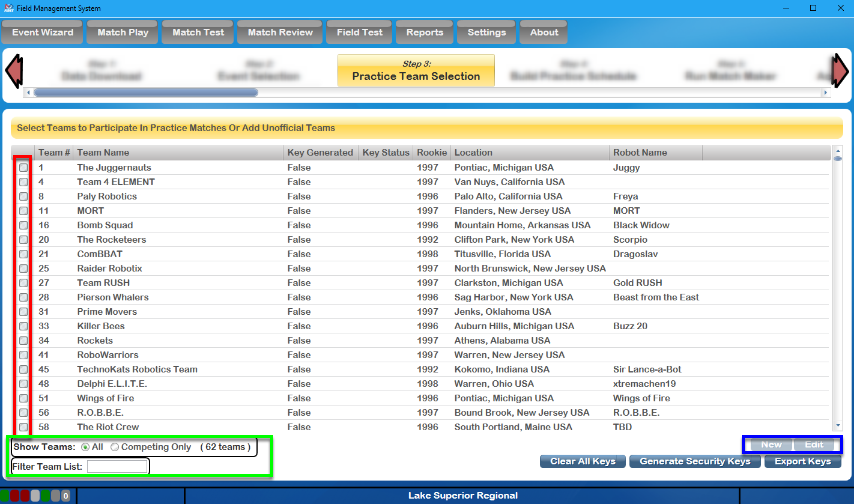 Field Management System
Event Wizard Match Play Match Test Match Review Field Test Reports Settings About
Step 1: Step 2: Step 3: Step 4: Step 5:
Data Download Event Selection Practice Team Selection Build Practice Schedule Run Match Maker
Select Teams to Participate In Practice Matches Or Add Unofficial Teams
Team # Team Name Key Generated Key Status Rookie Location Robot Name
1 The Juggernauts False 1997 Pontiac, Michigan USA Juggy
4 Team 4 ELEMENT False 1997 Van Nuys, California USA
8 Paly Robotics False 1996 Palo Alto, California USA Freya
11 MORT False 1997 Flanders, New Jersey USA MORT
16 Bomb Squad False 1996 Mountain Home, Arkansas USA Black Widow
20 The Rocketeers False 1992 Clifton Park, New York USA Scorpio
21 ComBBAT False 1998 Titusville, Florida USA Dragoslav
25 Raider Robotix False 1997 North Brunswick, New Jersey USA
27 Team RUSH False 1997 Clarkston, Michigan USA Gold RUSH
28 Pierson Whalers False 1996 Sag Harbor, New York USA Beast from the East
31 Prime Movers False 1997 Jenks, Oklahoma USA
33 Killer Bees False 1996 Auburn Hills, Michigan USA Buzz 20
34 Rockets False 1997 Athens, Alabama USA
41 RoboWarriors False 1997 Warren, New Jersey USA
45 TechnoKats Robotics Team False 1992 Kokomo, Indiana USA Sir Lance-a-Bot
48 Delphi E.L.I.T.E. False 1998 Warren, Ohio USA xtremachen19
51 Wings of Fire False 1996 Pontiac, Michigan USA Wings of Fire
56 R.O.B.B.E. False 1997 Bound Brook, New Jersey USA R.O.B.B.E.
58 The Riot Crew False 1996 South Portland, Maine USA TBD
Show Teams: All Competing Only ( 62 teams ) New Edit
Filter Team List: Clear All Keys Generate Security Keys Export Keys
0 Lake Superior Regional